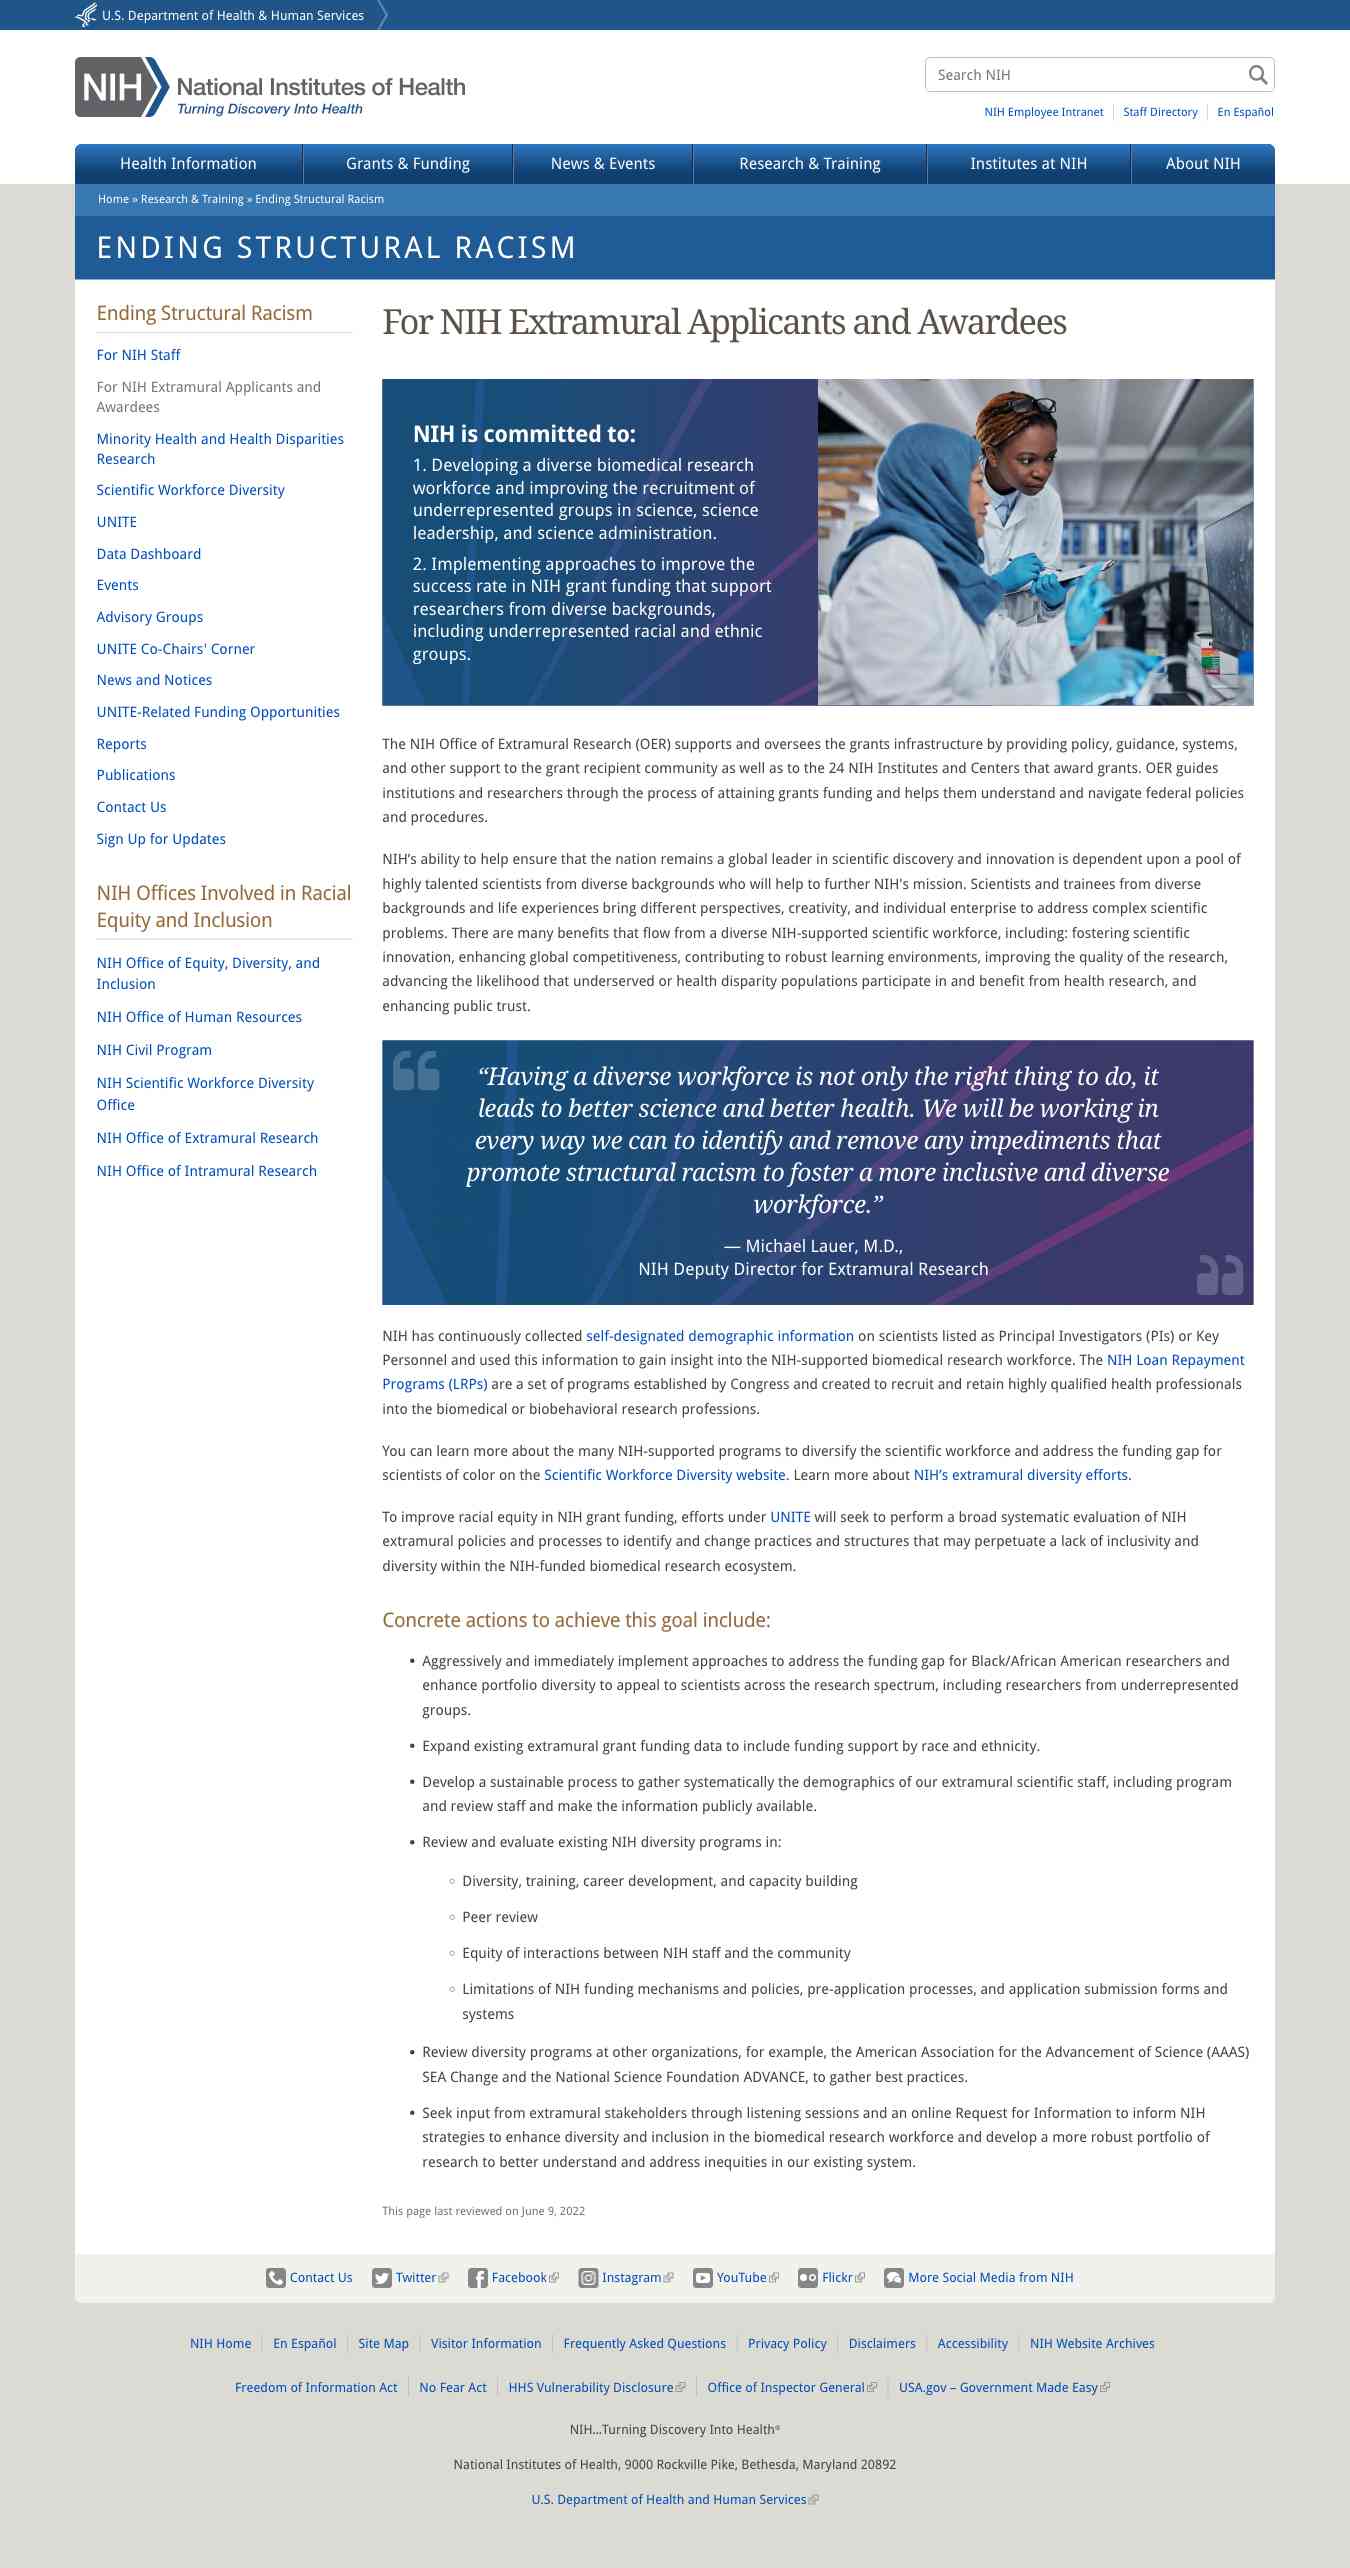 U.S. Department of Health & Human Services
NIH
National Institutes of Health
Turning Discovery Into Health
Search NIH
NIH Employee Intranet
Staff Directory
En Español
Health Information
Grants & Funding
News & Events
Research & Training
Institutes at NIH
About NIH
Home » Research & Training » Ending Structural Racism
ENDING STRUCTURAL RACISM
Ending Structural Racism
For NIH Staff
For NIH Extramural Applicants and
Awardees
Minority Health and Health Disparities
Research
Scientific Workforce Diversity
UNITE
Data Dashboard
Events
Advisory Groups
UNITE Co-Chairs' Corner
News and Notices
UNITE-Related Funding Opportunities
Reports
Publications
Contact Us
Sign Up for Updates
NIH Offices Involved in Racial
Equity and Inclusion
NIH Office of Equity, Diversity, and
Inclusion
NIH Office of Human Resources
NIH Civil Program
NIH Scientific Workforce Diversity
Office
NIH Office of Extramural Research
NIH Office of Intramural Research
For NIH Extramural Applicants and Awardees
NIH is committed to:
1. Developing a diverse biomedical research
workforce and improving the recruitment of
underrepresented groups in science, science
leadership, and science administration.
2. Implementing approaches to improve the
success rate in NIH grant funding that support
researchers from diverse backgrounds,
including underrepresented racial and ethnic
groups.
The NIH Office of Extramural Research (OER) supports and oversees the grants infrastructure by providing policy, guidance, systems,
and other support to the grant recipient community as well as to the 24 NIH Institutes and Centers that award grants. OER guides
institutions and researchers through the process of attaining grants funding and helps them understand and navigate federal policies
and procedures.
NIH's ability to help ensure that the nation remains a global leader in scientific discovery and innovation is dependent upon a pool of
highly talented scientists from diverse backgrounds who will help to further NIH's mission. Scientists and trainees from diverse
backgrounds and life experiences bring different perspectives, creativity, and individual enterprise to address complex scientific
problems. There are many benefits that flow from a diverse NIH-supported scientific workforce, including: fostering scientific
innovation, enhancing global competitiveness, contributing to robust learning environments, improving the quality of the research,
advancing the likelihood that underserved or health disparity populations participate in and benefit from health research, and
enhancing public trust.
“Having a diverse workforce is not only the right thing to do, it
leads to better science and better health. We will be working in
every way we can to identify and remove any impediments that
promote structural racism to foster a more inclusive and diverse
workforce.”
— Michael Lauer, M.D.,
NIH Deputy Director for Extramural Research
NIH has continuously collected self-designated demographic information on scientists listed as Principal Investigators (PIs) or Key
Personnel and used this information to gain insight into the NIH-supported biomedical research workforce. The NIH Loan Repayment
Programs (LRPs) are a set of programs established by Congress and created to recruit and retain highly qualified health professionals
into the biomedical or biobehavioral research professions.
You can learn more about the many NIH-supported programs to diversify the scientific workforce and address the funding gap for
scientists of color on the Scientific Workforce Diversity website. Learn more about NIH’s extramural diversity efforts.
To improve racial equity in NIH grant funding, efforts under UNITE will seek to perform a broad systematic evaluation of NIH
extramural policies and processes to identify and change practices and structures that may perpetuate a lack of inclusivity and
diversity within the NIH-funded biomedical research ecosystem.
Concrete actions to achieve this goal include:
• Aggressively and immediately implement approaches to address the funding gap for Black/African American researchers and
enhance portfolio diversity to appeal to scientists across the research spectrum, including researchers from underrepresented
groups.
• Expand existing extramural grant funding data to include funding support by race and ethnicity.
• Develop a sustainable process to gather systematically the demographics of our extramural scientific staff, including program
and review staff and make the information publicly available.
• Review and evaluate existing NIH diversity programs in:
◦ Diversity, training, career development, and capacity building
◦ Peer review
◦ Equity of interactions between NIH staff and the community
◦ Limitations of NIH funding mechanisms and policies, pre-application processes, and application submission forms and
systems
• Review diversity programs at other organizations, for example, the American Association for the Advancement of Science (AAAS)
SEA Change and the National Science Foundation ADVANCE, to gather best practices.
• Seek input from extramural stakeholders through listening sessions and an online Request for Information to inform NIH
strategies to enhance diversity and inclusion in the biomedical research workforce and develop a more robust portfolio of
research to better understand and address inequities in our existing system.
This page last reviewed on June 9, 2022
Contact Us
Twitter
Facebook
Instagram
YouTube
Flickr
More Social Media from NIH
NIH Home
En Español
Site Map
Visitor Information
Frequently Asked Questions
Privacy Policy
Disclaimers
Accessibility
NIH Website Archives
Freedom of Information Act
No Fear Act
HHS Vulnerability Disclosure
Office of Inspector General
USA.gov – Government Made Easy
NIH...Turning Discovery Into Health®
National Institutes of Health, 9000 Rockville Pike, Bethesda, Maryland 20892
U.S. Department of Health and Human Services